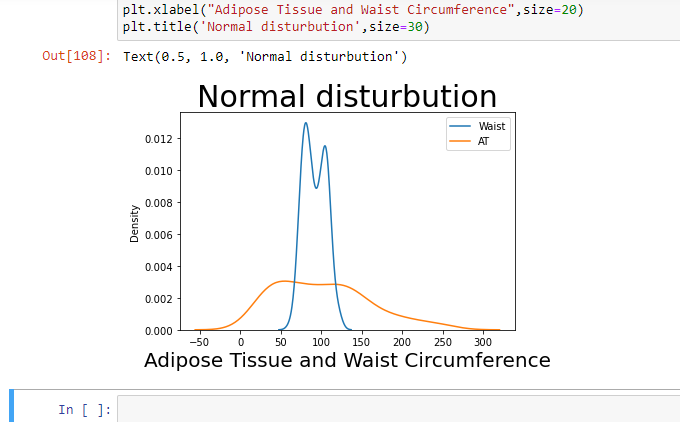 plt.xlabel("Adipose Tissue and Waist Circumference",size=20)
plt.title('Normal disturbution',size=30)
Out[108]: Text(0.5, 1.0, 'Normal disturbution')
Normal disturbution
Waist
AT
0.012
0.010
0.008
0.006
0.004
0.002
0.000
Density
−50 0 50 100 150 200 250 300
Adipose Tissue and Waist Circumference
In [ ]: